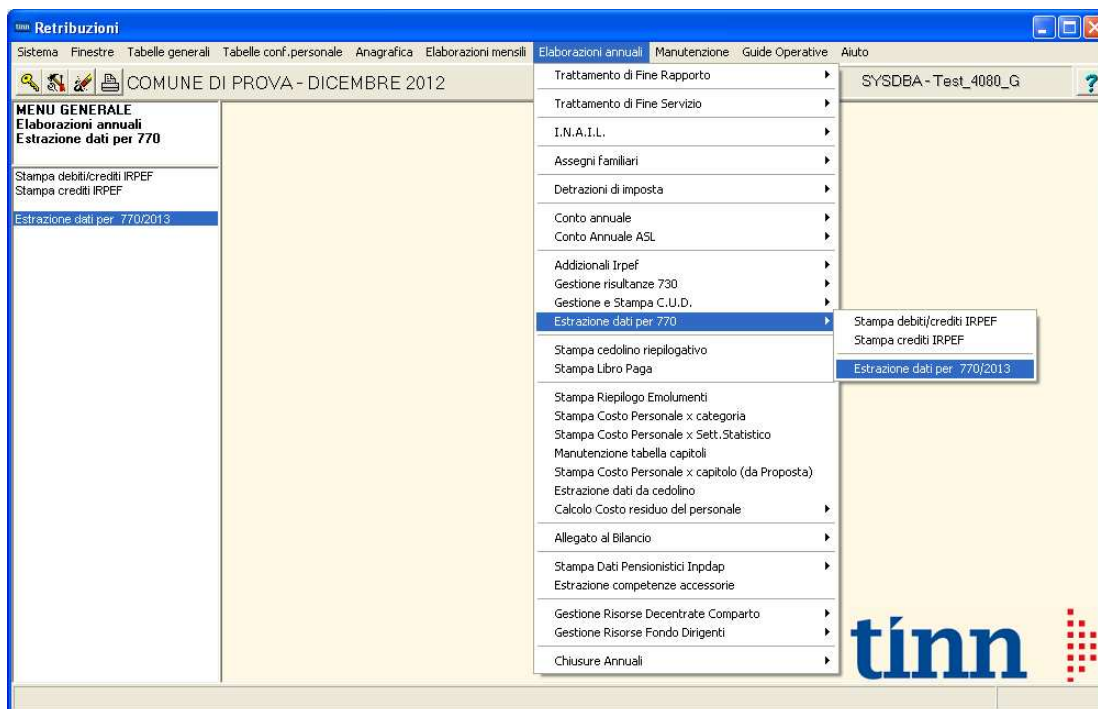 tinn Retribuzioni
Sistema Finestre Tabelle generali Tabelle conf.personale Anagrafica Elaborazioni mensili Elaborazioni annuali Manutenzione Guide Operative Aiuto
COMUNE DI PROVA - DICEMBRE 2012
SYSDBA - Test_4080_G
?
MENU GENERALE
Elaborazioni annuali
Estrazione dati per 770
Stampa debiti/crediti IRPEF
Stampa crediti IRPEF
Estrazione dati per 770/2013
Trattamento di Fine Rapporto
Trattamento di Fine Servizio
I.N.A.I.L.
Assegni familiari
Detrazioni di imposta
Conto annuale
Conto Annuale ASL
Addizionali Irpef
Gestione risultanze 730
Gestione e Stampa C.U.D.
Estrazione dati per 770
Stampa cedolino riepilogativo
Stampa Libro Paga
Stampa Riepilogo Emolumenti
Stampa Costo Personale x categoria
Stampa Costo Personale x Sett.Statistico
Manutenzione tabella capitoli
Stampa Costo Personale x capitolo (da Proposta)
Estrazione dati da cedolino
Calcolo Costo residuo del personale
Allegato al Bilancio
Stampa Dati Pensionistici Inpdap
Estrazione competenze accessorie
Gestione Risorse Decentrate Comparto
Gestione Risorse Fondo Dirigenti
Chiusure Annuali
Stampa debiti/crediti IRPEF
Stampa crediti IRPEF
Estrazione dati per 770/2013
tinn